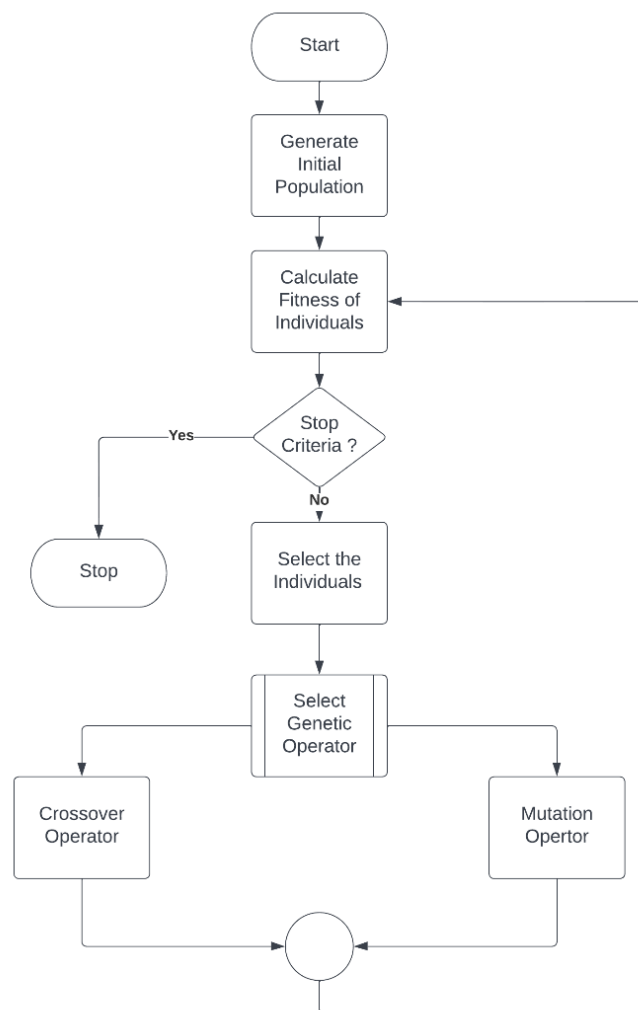 Start
Generate
Initial
Population
Calculate
Fitness of
Individuals
Stop
Criteria ?
Yes
No
Stop
Select the
Individuals
Select
Genetic
Operator
Crossover
Operator
Mutation
Opertor